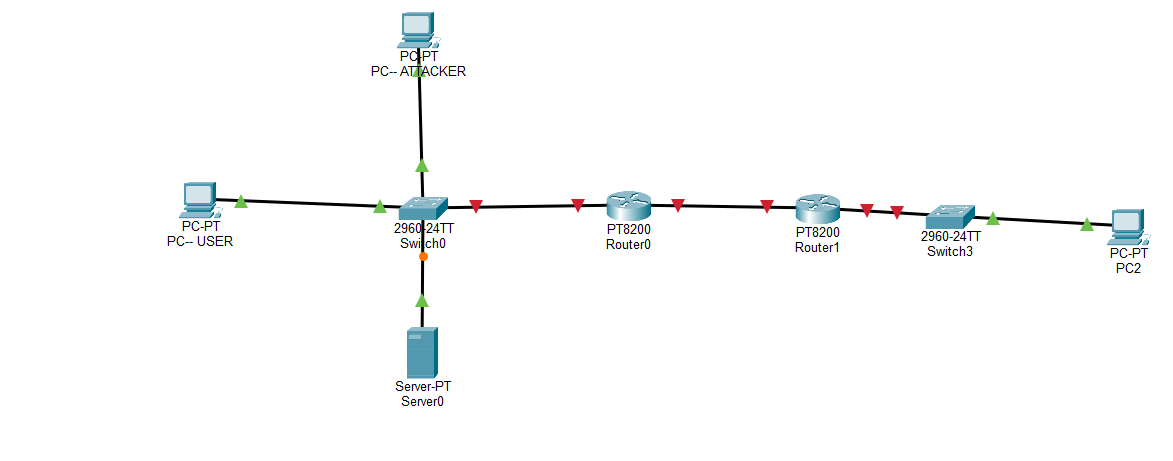 PC-PT
PC-- ATTACKER
PC-PT
PC-- USER
2960-24TT
Switch0
PT8200
Router0
PT8200
Router1
2960-24TT
Switch3
PC-PT
PC2
Server-PT
Server0